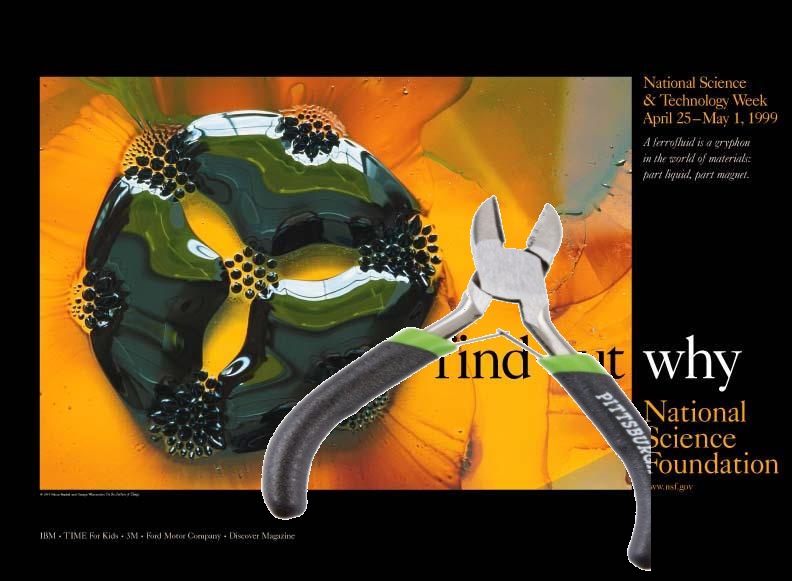 National Science
& Technology Week
April 25–May 1, 1999
A ferrofluid is a gryphon
in the world of materials:
part liquid, part magnet.
find why
PITTSBURG
National
Science
Foundation
www.nsf.gov
IBM • TIME For Kids • 3M • Ford Motor Company • Discover Magazine